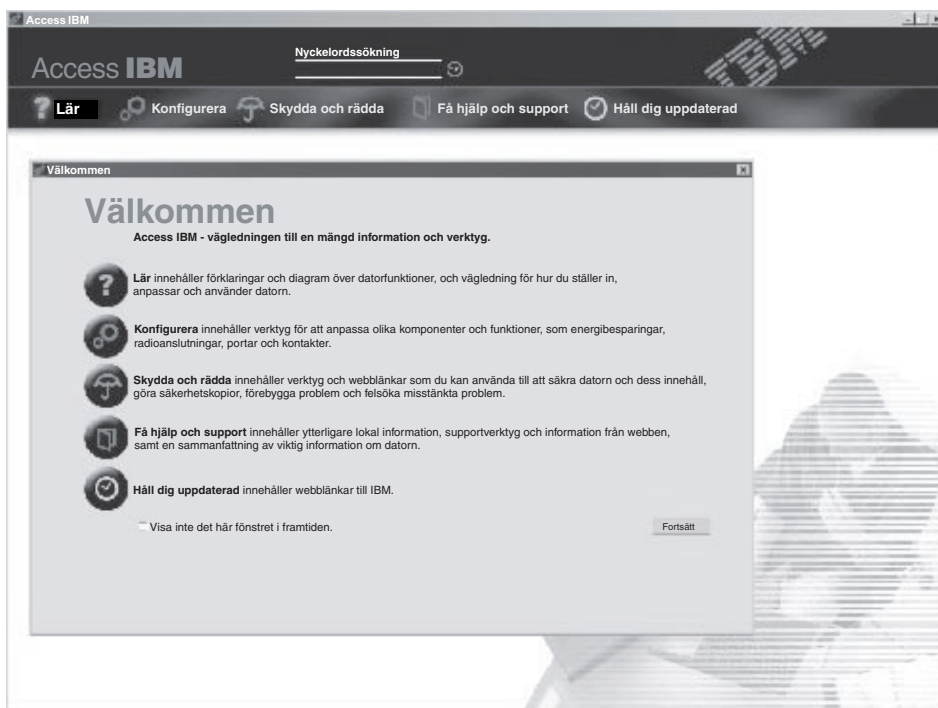 Access IBM
Nyckelordssökning
IBM
Access IBM
? Lär Konfigurera Skydda och rädda Få hjälp och support Håll dig uppdaterad
Välkommen
Välkommen
Access IBM - vägledningen till en mängd information och verktyg.
? Lär innehåller förklaringar och diagram över datorfunktioner, och vägledning för hur du ställer in,
anpassar och använder datorn.
Konfigurera innehåller verktyg för att anpassa olika komponenter och funktioner, som energibesparingar,
radioanslutningar, portar och kontakter.
Skydda och rädda innehåller verktyg och webblänkar som du kan använda till att säkra datorn och dess innehåll,
göra säkerhetskopior, förebygga problem och felsöka misstänkta problem.
Få hjälp och support innehåller ytterligare lokal information, supportverktyg och information från webben,
samt en sammanfattning av viktig information om datorn.
Håll dig uppdaterad innehåller webblänkar till IBM.
Visa inte det här fönstret i framtiden.
Fortsätt